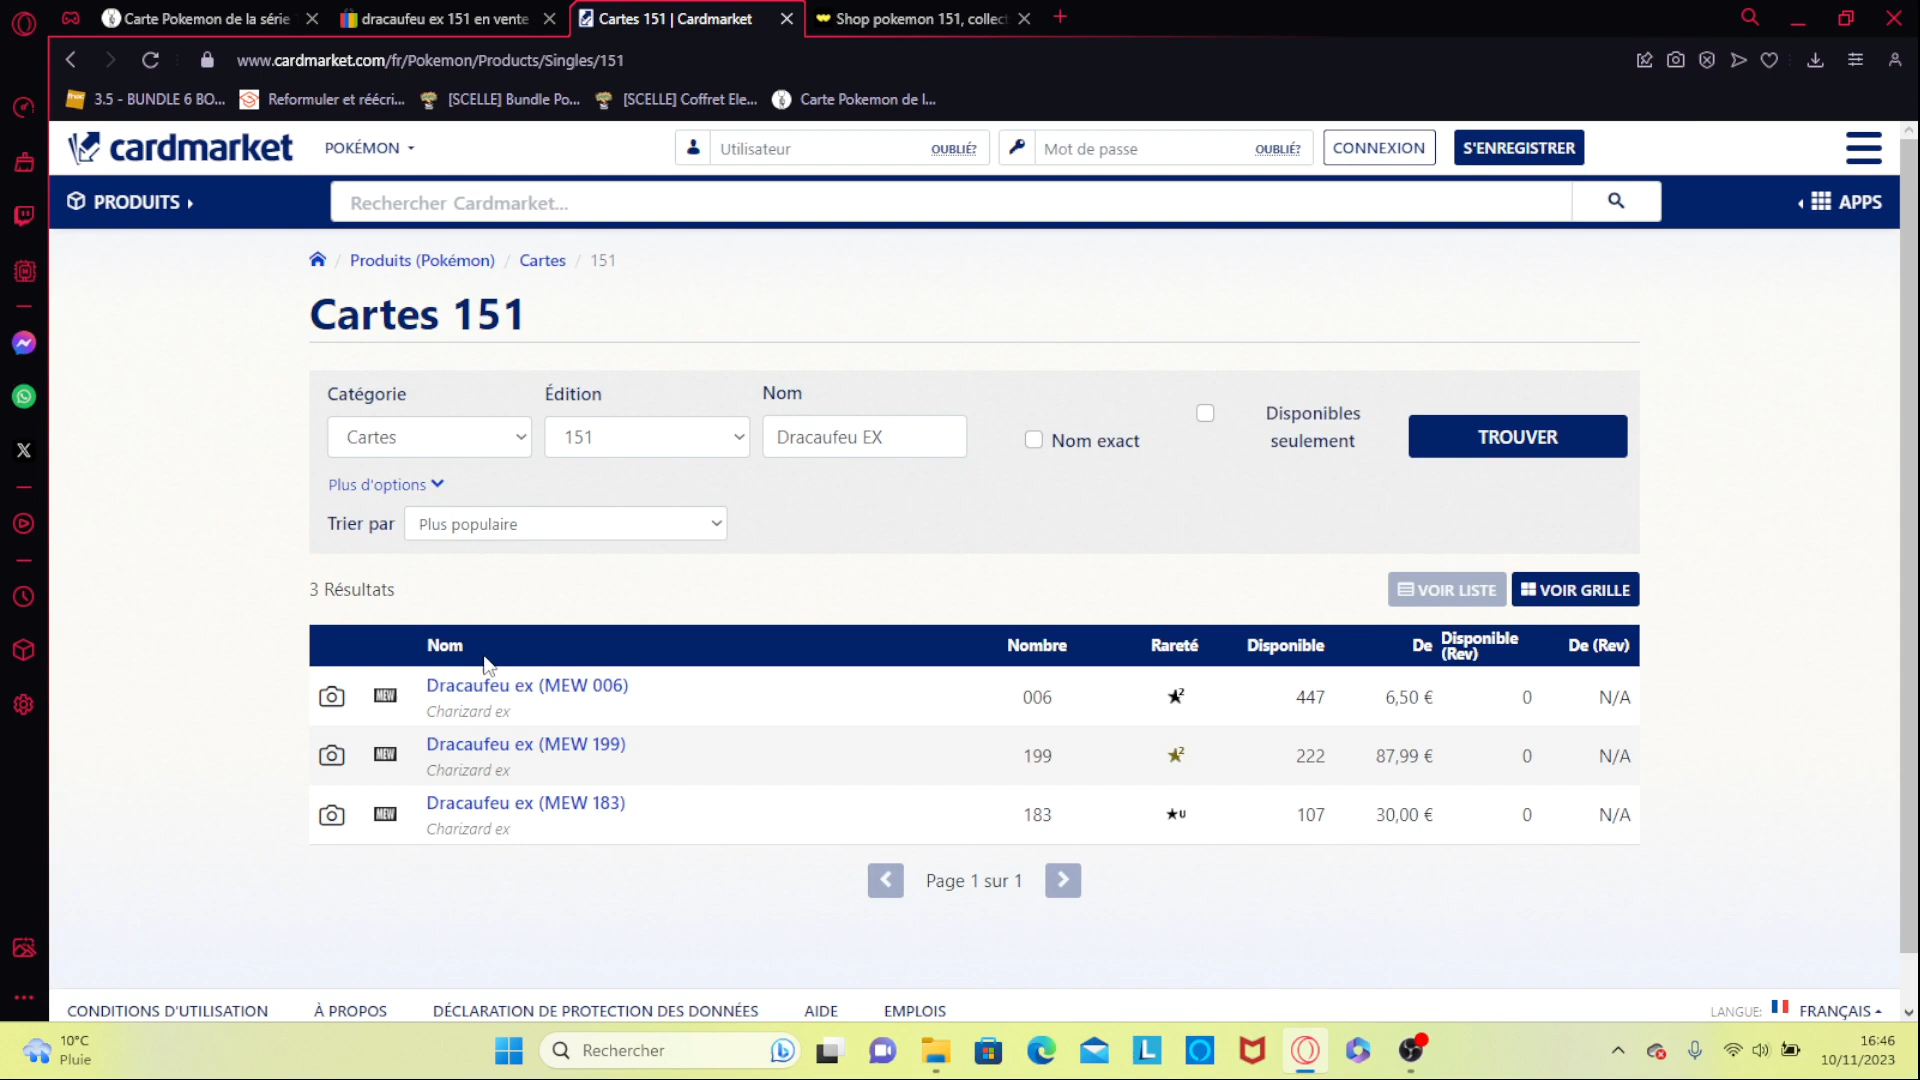 Carte Pokemon de la série
dracaufeu ex 151 en vente
Cartes 151 | Cardmarket
Shop pokemon 151, collec
www.cardmarket.com/fr/Pokemon/Products/Singles/151
3.5 - BUNDLE 6 BO...
Reformuler et réécri...
[SCELLE] Bundle Po...
[SCELLE] Coffret Ele...
Carte Pokemon de l...
cardmarket
POKÉMON
Utilisateur
OUBLIÉ?
Mot de passe
OUBLIÉ?
CONNEXION
S'ENREGISTRER
PRODUITS
Rechercher Cardmarket...
APPS
/ Produits (Pokémon) / Cartes / 151
Cartes 151
Catégorie
Édition
Nom
Cartes
151
Dracaufeu EX
Nom exact
Disponibles
seulement
TROUVER
Plus d'options
Trier par
Plus populaire
3 Résultats
VOIR LISTE
VOIR GRILLE
Nom Nombre Rareté Disponible De Disponible (Rev) De (Rev)
MEW Dracaufeu ex (MEW 006) 006 2 447 6,50 € 0 N/A
Charizard ex
MEW Dracaufeu ex (MEW 199) 199 2 222 87,99 € 0 N/A
Charizard ex
MEW Dracaufeu ex (MEW 183) 183 U 107 30,00 € 0 N/A
Charizard ex
Page 1 sur 1
CONDITIONS D'UTILISATION
À PROPOS
DÉCLARATION DE PROTECTION DES DONNÉES
AIDE
EMPLOIS
LANGUE:
FRANÇAIS
10°C
Pluie
Rechercher
L
16:46
10/11/2023